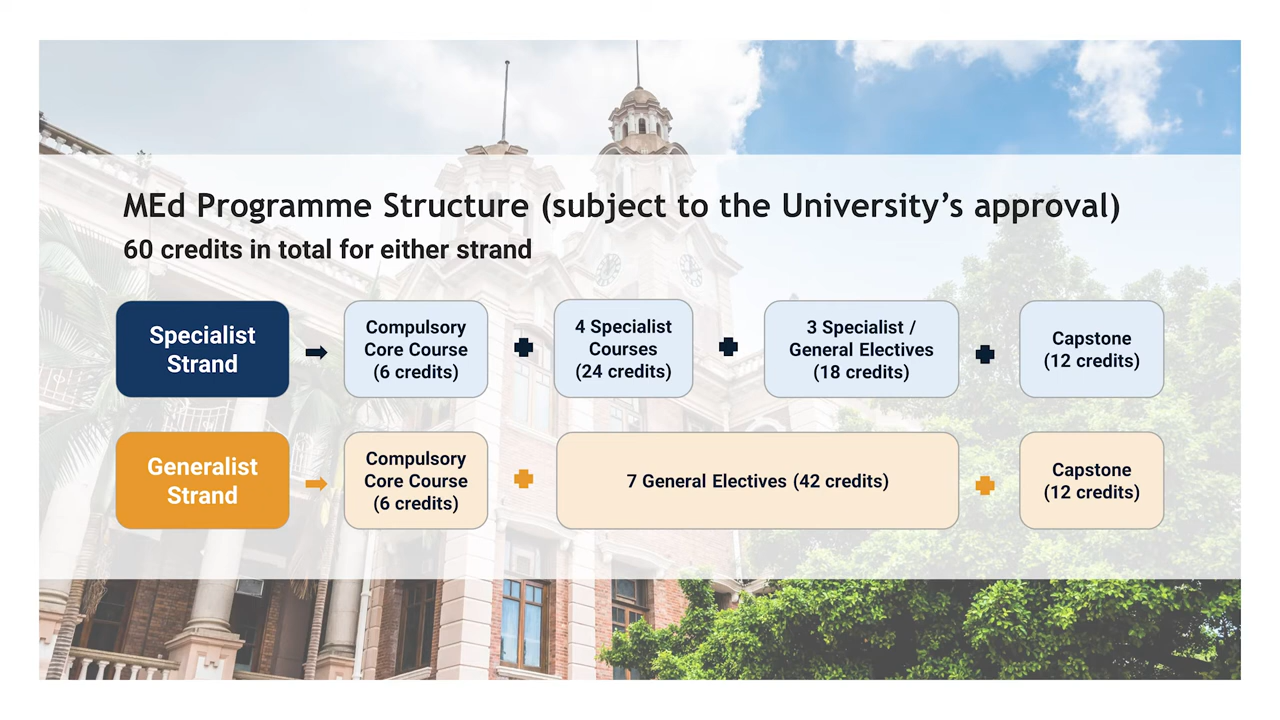 MEd Programme Structure (subject to the University's approval)
60 credits in total for either strand
Specialist
Strand
Compulsory
Core Course
(6 credits)
4 Specialist
Courses
(24 credits)
3 Specialist /
General Electives
(18 credits)
Capstone
(12 credits)
Generalist
Strand
Compulsory
Core Course
(6 credits)
7 General Electives (42 credits)
Capstone
(12 credits)